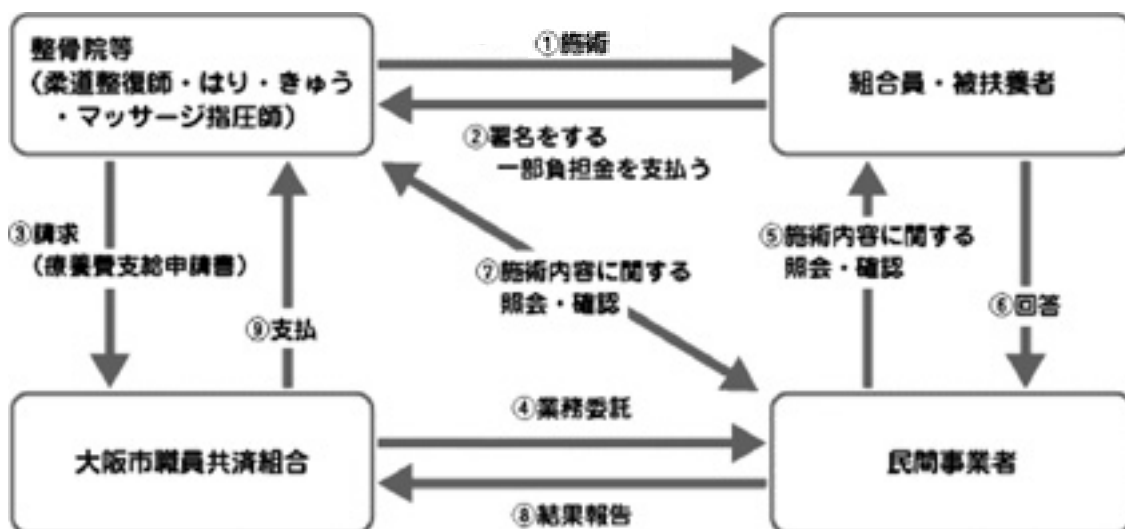 整骨院等
（柔道整復師・はり・きゅう
・マッサージ指圧師）
①施術
組合員・被扶養者
②署名をする
一部負担金を支払う
③請求
（療養費支給申請書）
⑨支払
⑦施術内容に関する
照会・確認
⑤施術内容に関する
照会・確認
⑥回答
大阪市職員共済組合
④業務委託
民間事業者
⑧結果報告